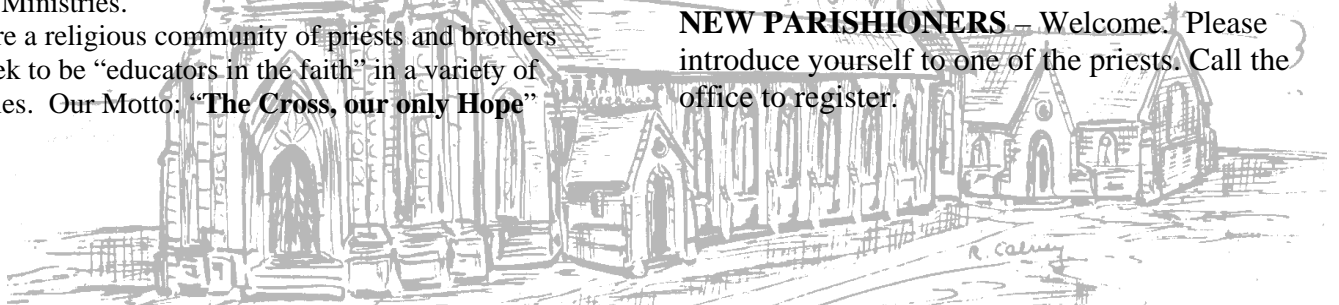 Ministries.
re a religious community of priests and brothers
ek to be “educators in the faith” in a variety of
ies. Our Motto: “The Cross, our only Hope”
NEW PARISHIONERS – Welcome. Please
introduce yourself to one of the priests. Call the
office to register.